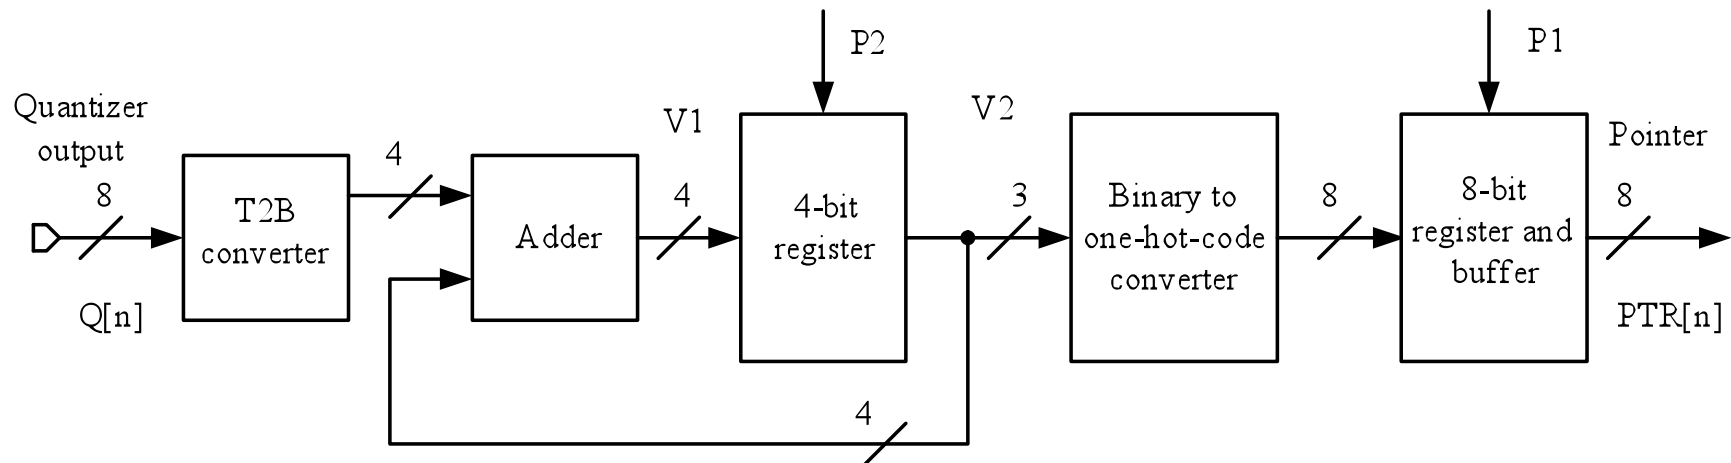 P2
P1
Quantizer
output
8
Q[n]
T2B
converter
4
Adder
V1
4
4-bit
register
V2
3
4
Binary to
one-hot-code
converter
8
8-bit
register and
buffer
Pointer
8
PTR[n]